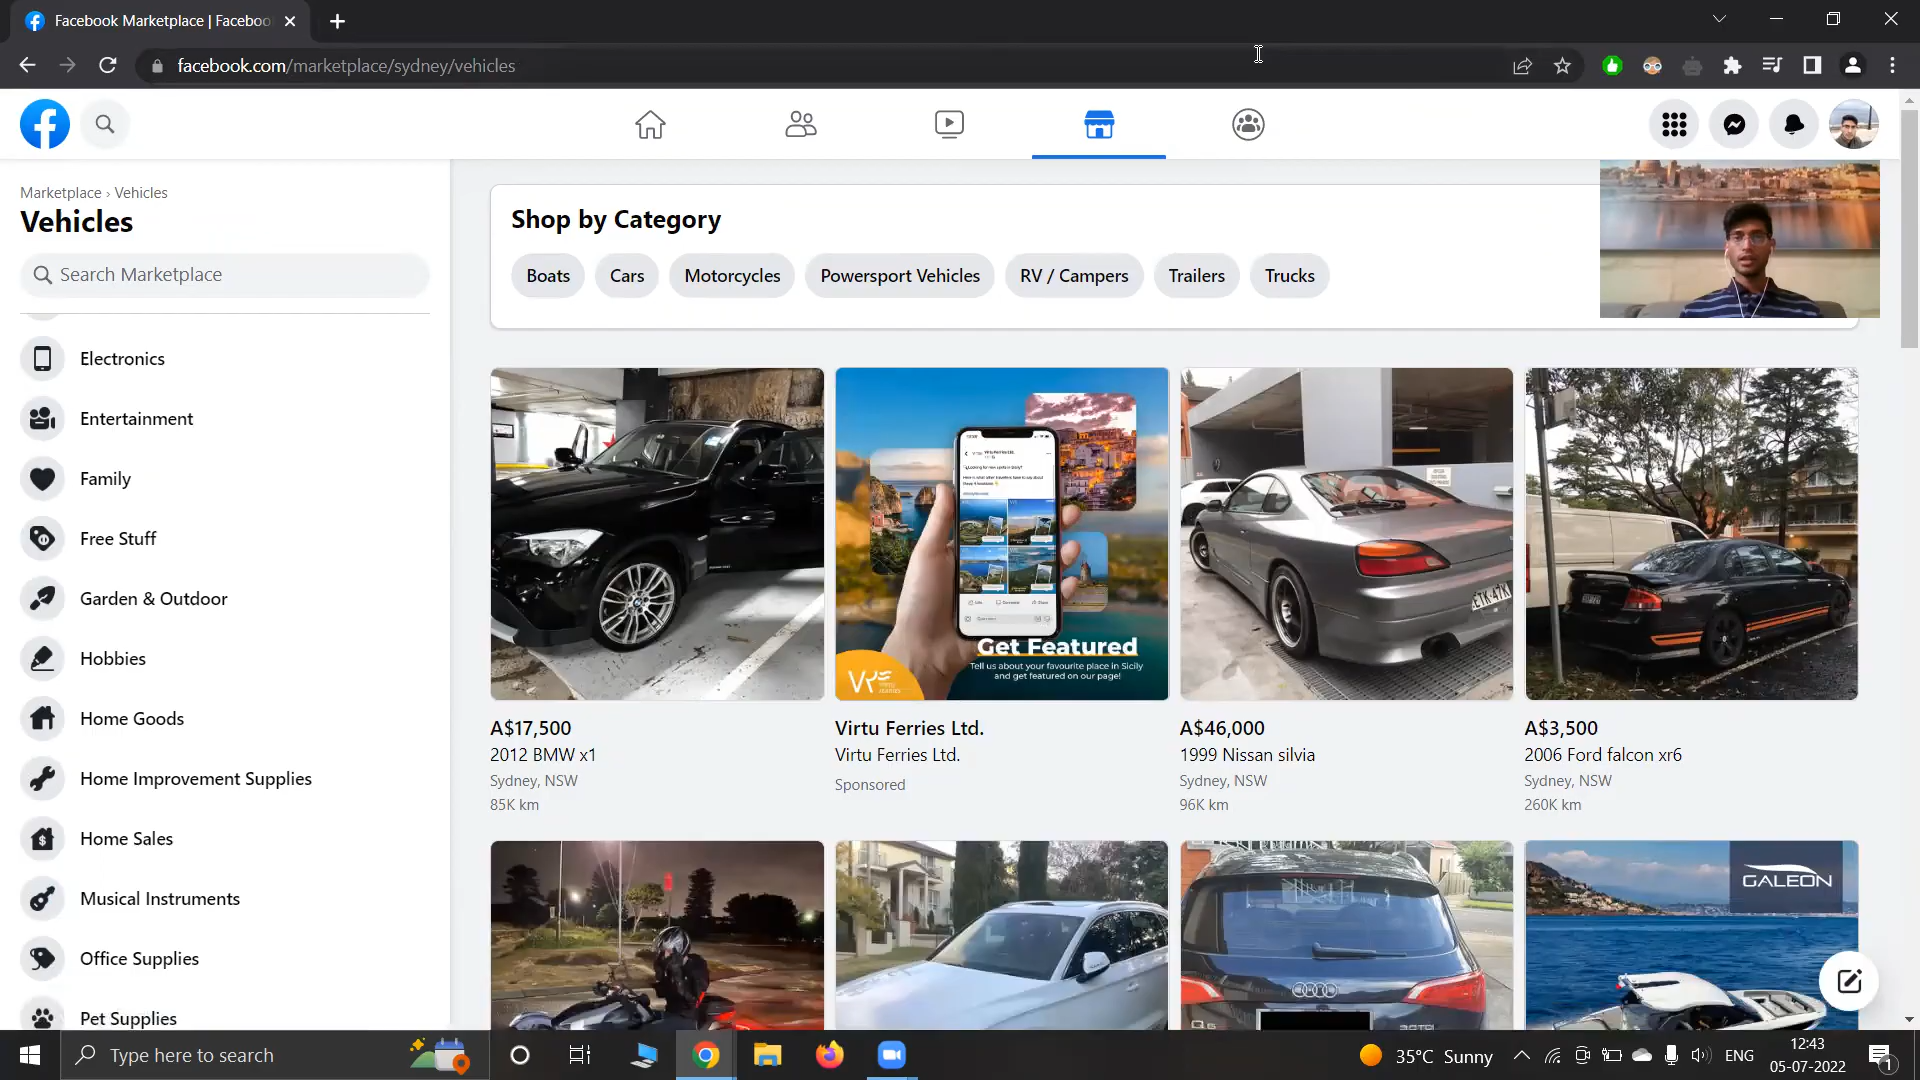 Facebook Marketplace | Faceboo
facebook.com/marketplace/sydney/vehicles
Marketplace › Vehicles
Vehicles
Search Marketplace
Electronics
Entertainment
Family
Free Stuff
Garden & Outdoor
Hobbies
Home Goods
Home Improvement Supplies
Home Sales
Musical Instruments
Office Supplies
Pet Supplies
Shop by Category
Boats
Cars
Motorcycles
Powersport Vehicles
RV / Campers
Trailers
Trucks
Get Featured
Tell us about your favourite place in Sicily
and get featured on our page!
A$17,500
2012 BMW x1
Sydney, NSW
85K km
Virtu Ferries Ltd.
Virtu Ferries Ltd.
Sponsored
A$46,000
1999 Nissan silvia
Sydney, NSW
96K km
A$3,500
2006 Ford falcon xr6
Sydney, NSW
260K km
GALEON
Type here to search
35°C Sunny
ENG
12:43
05-07-2022
1